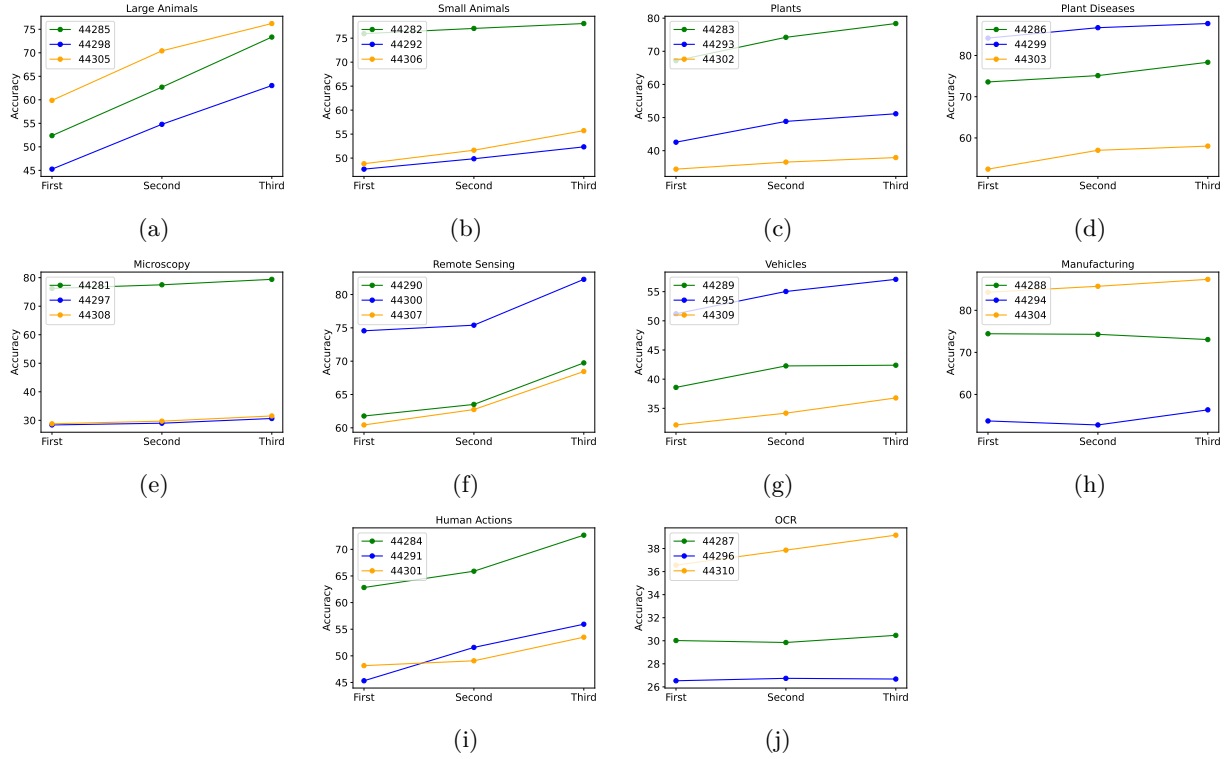 Large Animals
44285
44298
44305
Accuracy
75
70
65
60
55
50
45
First
Second
Third
(a)
Small Animals
44282
44292
44306
Accuracy
75
70
65
60
55
50
First
Second
Third
(b)
Plants
44283
44293
44302
Accuracy
80
70
60
50
40
First
Second
Third
(c)
Plant Diseases
44286
44299
44303
Accuracy
80
70
60
First
Second
Third
(d)
Microscopy
44281
44297
44308
Accuracy
80
70
60
50
40
30
First
Second
Third
(e)
Remote Sensing
44290
44300
44307
Accuracy
80
75
70
65
60
First
Second
Third
(f)
Vehicles
44289
44295
44309
Accuracy
55
50
45
40
35
First
Second
Third
(g)
Manufacturing
44288
44294
44304
Accuracy
80
70
60
First
Second
Third
(h)
Human Actions
44284
44291
44301
Accuracy
70
65
60
55
50
45
First
Second
Third
(i)
OCR
44287
44296
44310
Accuracy
38
36
34
32
30
28
26
First
Second
Third
(j)